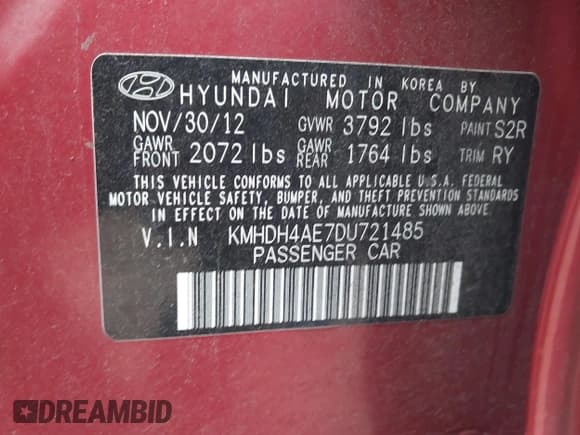 MANUFACTURED IN KOREA BY
HYUNDAI MOTOR COMPANY
NOV/30/12 GVWR 3792 lbs PAINT S2R
GAWR FRONT 2072 lbs GAWR REAR 1764 lbs TRIM RY
THIS VEHICLE CONFORMS TO ALL APPLICABLE U.S.A. FEDERAL
MOTOR VEHICLE SAFETY, BUMPER, AND THEFT PREVENTION STANDARDS
IN EFFECT ON THE DATE OF MANUFACTURE SHOWN ABOVE.
V.I.N KMHDH4AE7DU721485
PASSENGER CAR
DREAMBID